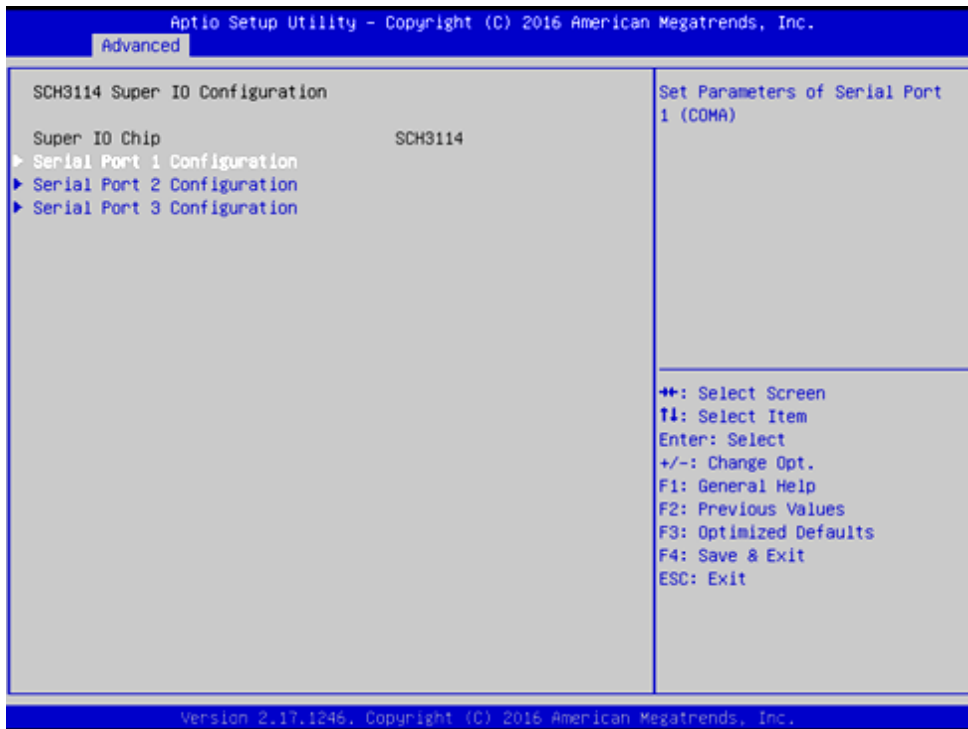 Aptio Setup Utility - Copyright (C) 2016 American Megatrends, Inc.
Advanced
SCH3114 Super IO Configuration
Super IO Chip SCH3114
Serial Port 1 Configuration
Serial Port 2 Configuration
Serial Port 3 Configuration
Set Parameters of Serial Port
1 (COMA)
→←: Select Screen
↑↓: Select Item
Enter: Select
+/-: Change Opt.
F1: General Help
F2: Previous Values
F3: Optimized Defaults
F4: Save & Exit
ESC: Exit
Version 2.17.1246. Copyright (C) 2016 American Megatrends, Inc.